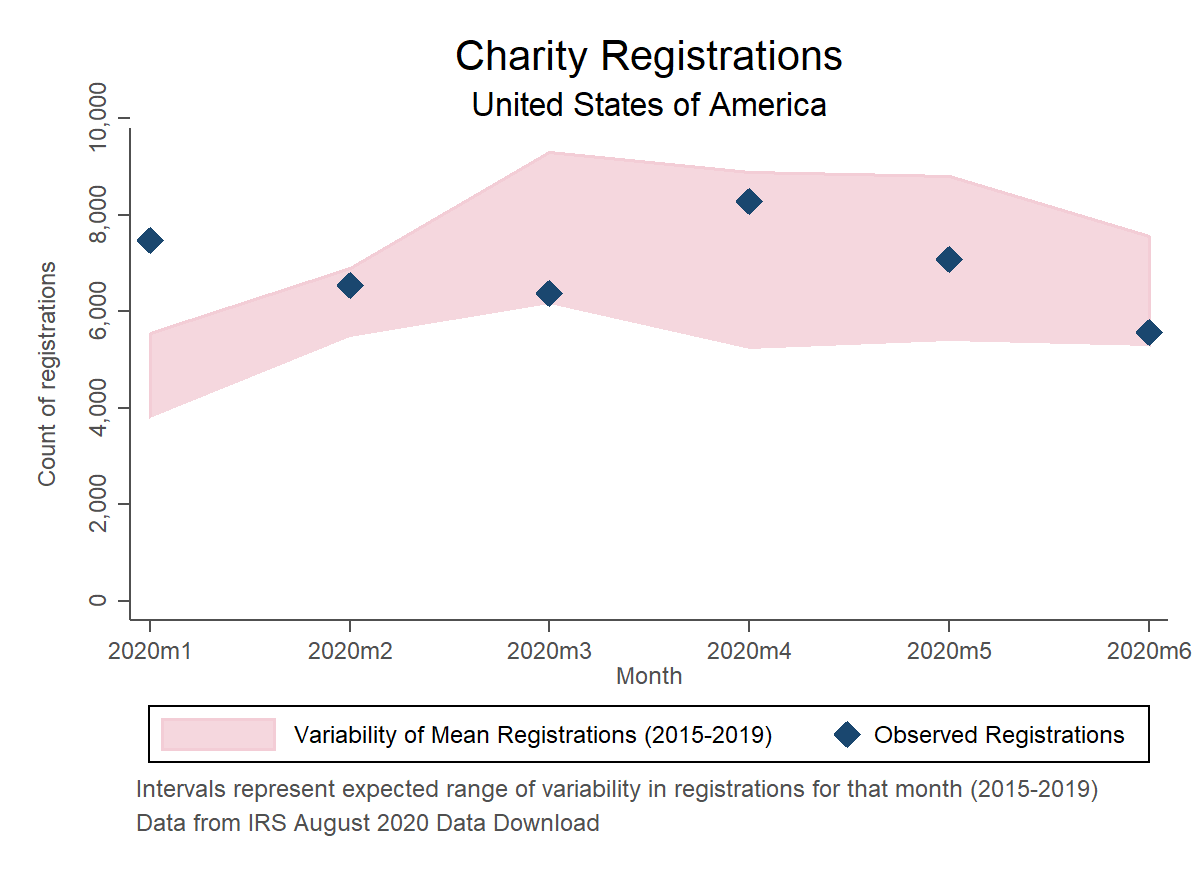 Charity Registrations
United States of America
10,000
8,000
6,000
4,000
2,000
0
Count of registrations
2020m1 2020m2 2020m3 2020m4 2020m5 2020m6
Month
Variability of Mean Registrations (2015-2019) Observed Registrations
Intervals represent expected range of variability in registrations for that month (2015-2019)
Data from IRS August 2020 Data Download